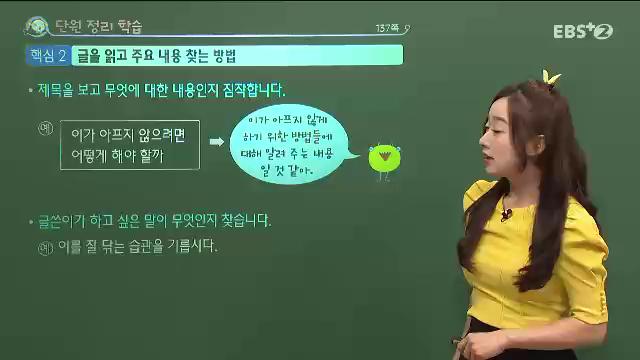 단원 정리 학습
137쪽
EBS+2
핵심 2 글을 읽고 주요 내용 찾는 방법
• 제목을 보고 무엇에 대한 내용인지 짐작합니다.
예 이가 아프지 않으려면
어떻게 해야 할까
이가 아프지 않게
하기 위한 방법들에
대해 알려 주는 내용
일 것 같아.
• 글쓴이가 하고 싶은 말이 무엇인지 찾습니다.
예 이를 잘 닦는 습관을 기릅시다.